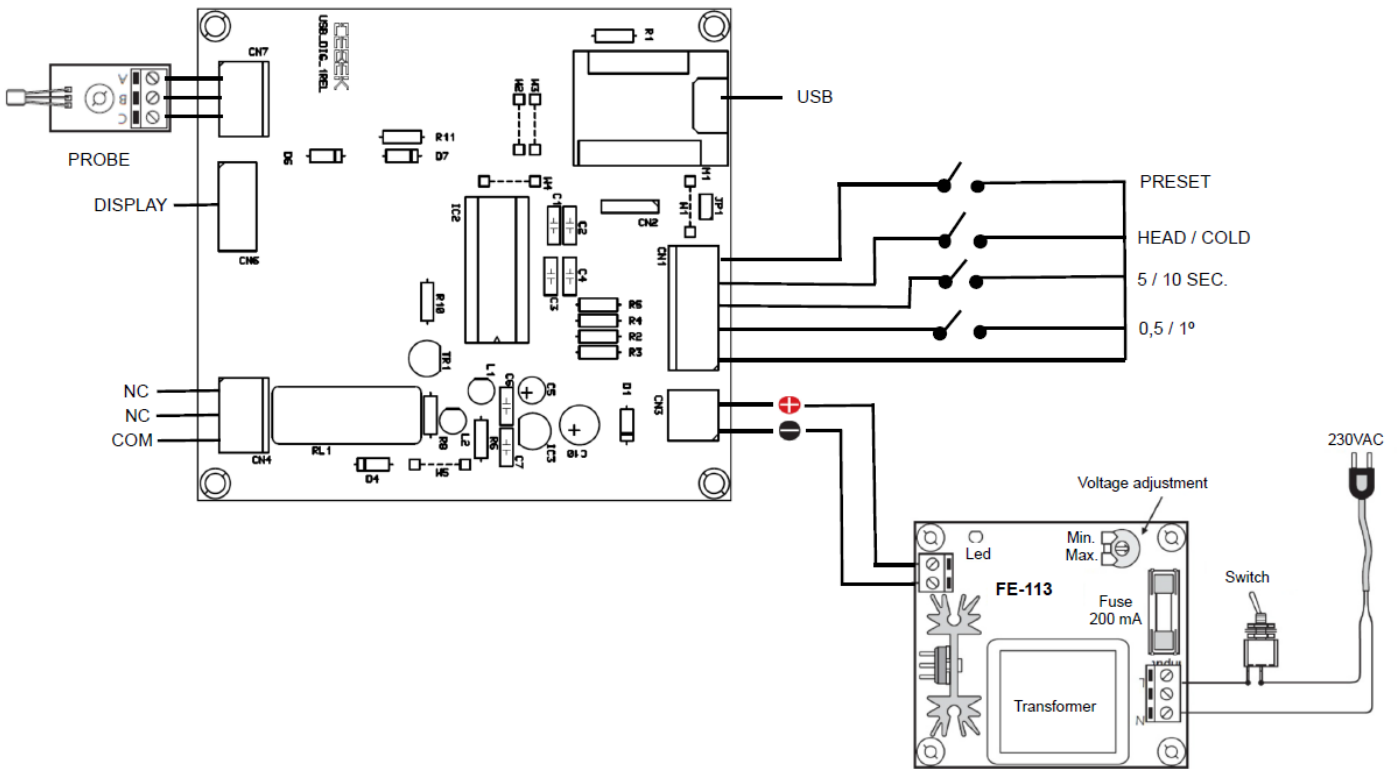 CEBEK
USB_DIG_1REL
CN7
R1
A
B
C
PROBE
W2
W3
USB
R11
D6
D7
M1
W4
W1
JP1
PRESET
DISPLAY
IC2
C1
C2
CN2
HEAD / COLD
CN6
CN1
5 / 10 SEC.
R10
C3
C4
R5
R4
R2
R3
0,5 / 1º
TR1
L1
C6
C5
D1
CN3
NC
NC
COM
CN4
RL1
R8
L2
R6
C7
IC3
C10
D4
W5
230VAC
Voltage adjustment
Min.
Max.
Led
FE-113
Fuse
200 mA
Switch
Input
L
N
Transformer